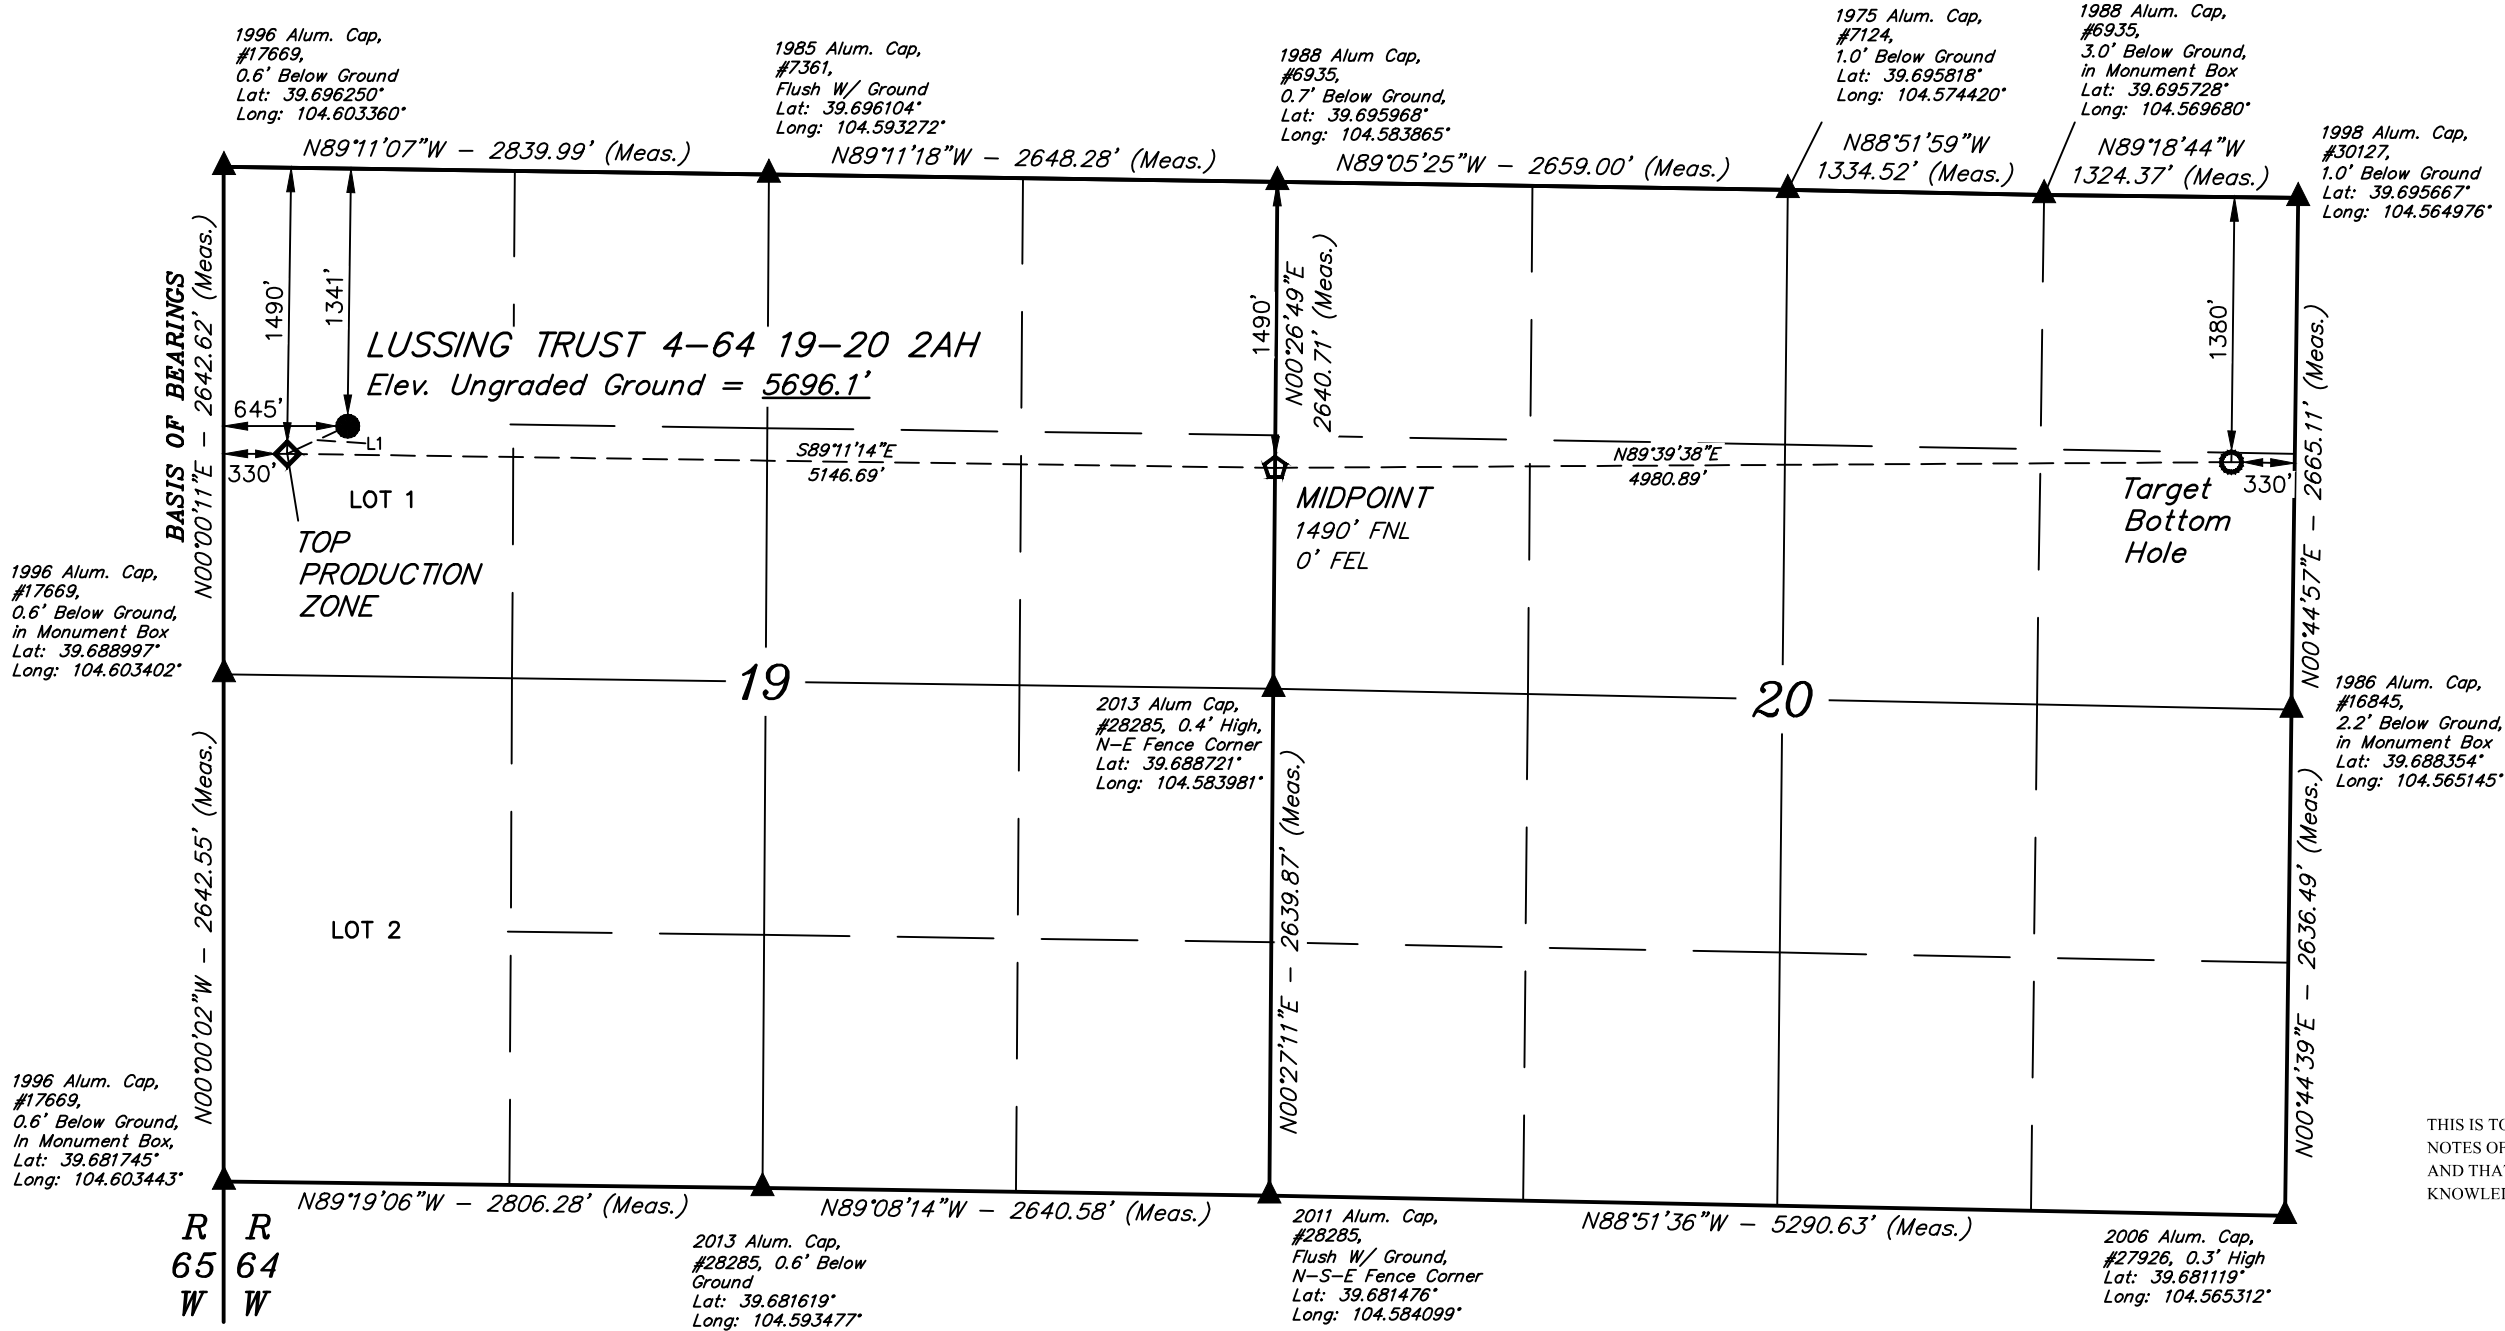 1996 Alum. Cap,
#17669,
0.6' Below Ground
Lat: 39.696250°
Long: 104.603360°
1985 Alum. Cap,
#7361,
Flush W/ Ground
Lat: 39.696104°
Long: 104.593272°
1988 Alum Cap,
#6935,
0.7' Below Ground,
Lat: 39.695968°
Long: 104.583865°
1975 Alum. Cap,
#7124,
1.0' Below Ground
Lat: 39.695818°
Long: 104.574420°
1988 Alum. Cap,
#6935,
3.0' Below Ground,
in Monument Box
Lat: 39.695728°
Long: 104.569680°
1998 Alum. Cap,
#30127,
1.0' Below Ground
Lat: 39.695667°
Long: 104.564976°
N89°11'07"W – 2839.99' (Meas.)
N89°11'18"W – 2648.28' (Meas.)
N89°05'25"W – 2659.00' (Meas.)
N88°51'59"W
1334.52' (Meas.)
N89°18'44"W
1324.37' (Meas.)
BASIS OF BEARINGS
N00°00'11"E – 2642.62' (Meas.)
1490'
1341'
LUSSING TRUST 4–64 19–20 2AH
Elev. Ungraded Ground = 5696.1'
645'
330'
L1
LOT 1
TOP
PRODUCTION
ZONE
S89°11'14"E
5146.69'
1490'
N00°26'49"E
2640.71' (Meas.)
MIDPOINT
1490' FNL
0' FEL
N89°39'38"E
4980.89'
1380'
330'
Target
Bottom
Hole
N00°44'57"E – 2665.11' (Meas.)
1996 Alum. Cap,
#17669,
0.6' Below Ground,
in Monument Box
Lat: 39.688997°
Long: 104.603402°
19
20
2013 Alum Cap,
#28285, 0.4' High,
N–E Fence Corner
Lat: 39.688721°
Long: 104.583981°
1986 Alum. Cap,
#16845,
2.2' Below Ground,
in Monument Box
Lat: 39.688354°
Long: 104.565145°
N00°00'02"W – 2642.55' (Meas.)
LOT 2
N00°27'11"E – 2639.87' (Meas.)
N00°44'39"E – 2636.49' (Meas.)
1996 Alum. Cap,
#17669,
0.6' Below Ground,
In Monument Box,
Lat: 39.681745°
Long: 104.603443°
N89°19'06"W – 2806.28' (Meas.)
N89°08'14"W – 2640.58' (Meas.)
N88°51'36"W – 5290.63' (Meas.)
R R
65 64
W W
2013 Alum. Cap,
#28285, 0.6' Below
Ground
Lat: 39.681619°
Long: 104.593477°
2011 Alum. Cap,
#28285,
Flush W/ Ground,
N–S–E Fence Corner
Lat: 39.681476°
Long: 104.584099°
2006 Alum. Cap,
#27926, 0.3' High
Lat: 39.681119°
Long: 104.565312°
THIS IS TO
NOTES OF
AND THAT
KNOWLE